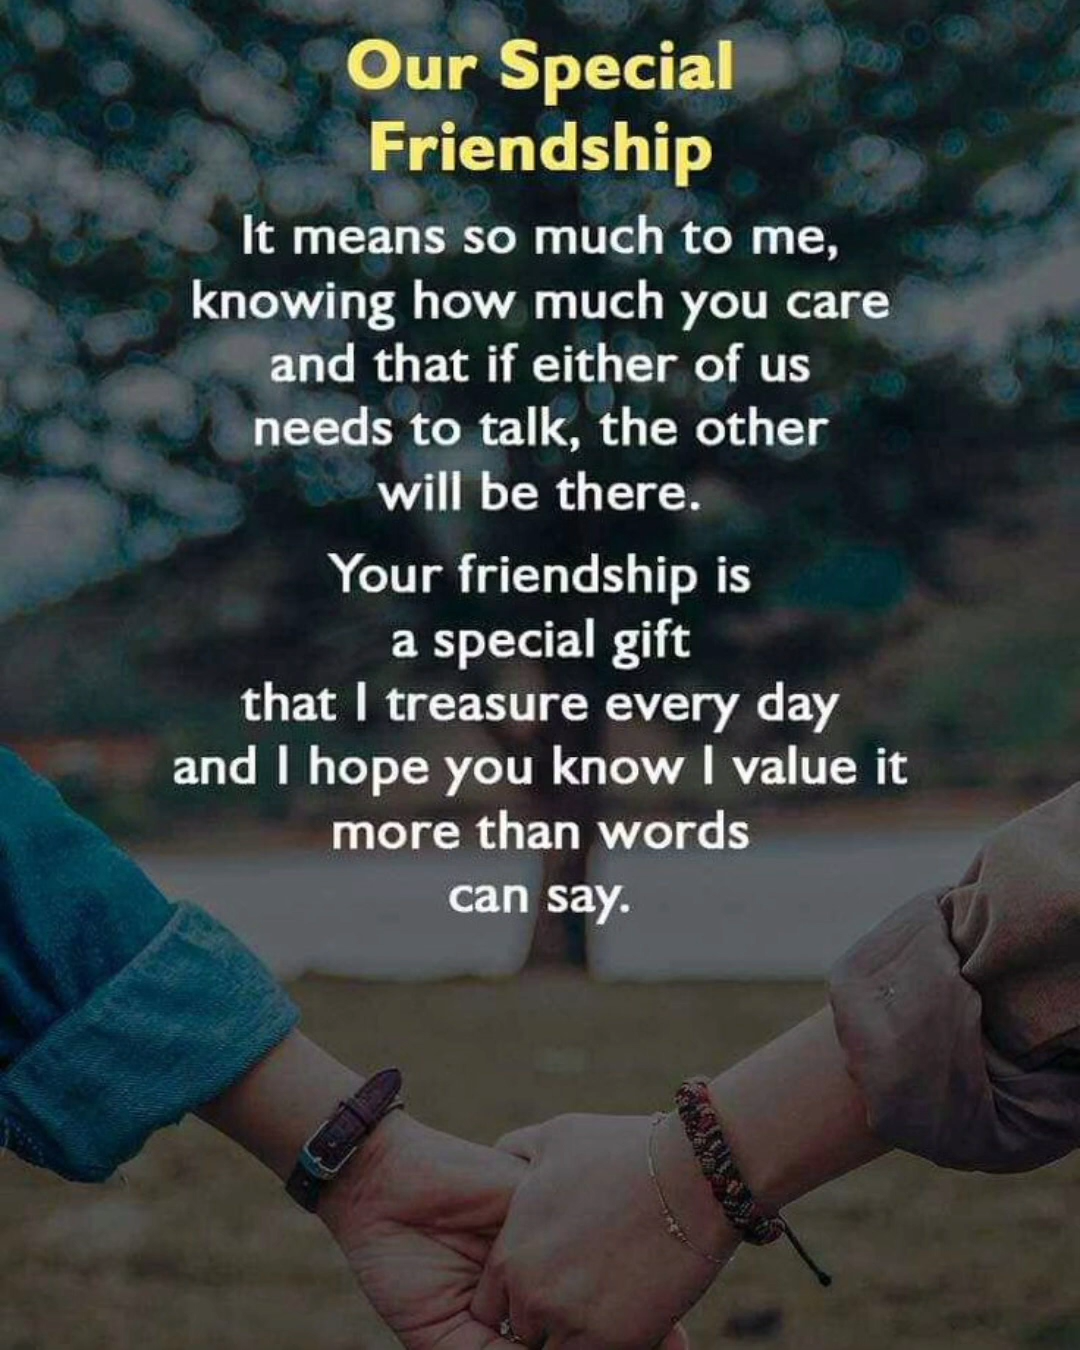 Our Special
Friendship
It means so much to me,
knowing how much you care
and that if either of us
needs to talk, the other
will be there.
Your friendship is
a special gift
that I treasure every day
and I hope you know I value it
more than words
can say.